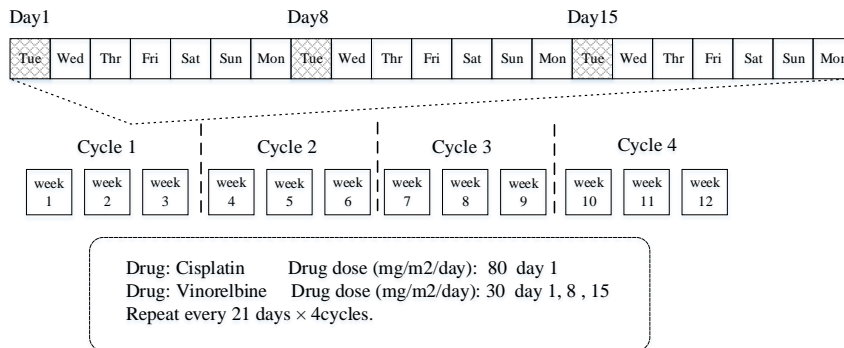 Day1 Day8 Day15
Tue Wed Thr Fri Sat Sun Mon Tue Wed Thr Fri Sat Sun Mon Tue Wed Thr Fri Sat Sun Mon
Cycle 1 Cycle 2 Cycle 3 Cycle 4
week week week week week week week week week week week week
1 2 3 4 5 6 7 8 9 10 11 12
Drug: Cisplatin Drug dose (mg/m2/day): 80 day 1
Drug: Vinorelbine Drug dose (mg/m2/day): 30 day 1, 8 , 15
Repeat every 21 days × 4cycles.